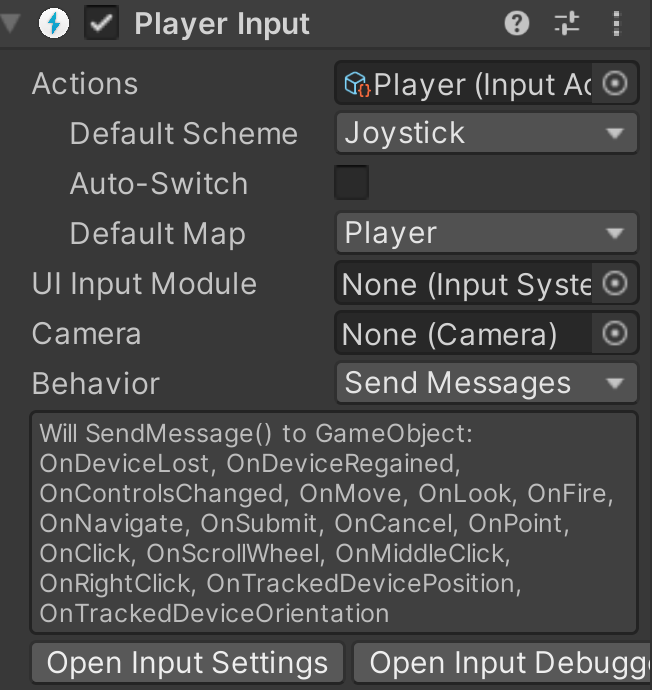 Player Input
Actions Player (Input Ac
Default Scheme Joystick
Auto-Switch
Default Map Player
UI Input Module None (Input Syste
Camera None (Camera)
Behavior Send Messages
Will SendMessage() to GameObject:
OnDeviceLost, OnDeviceRegained,
OnControlsChanged, OnMove, OnLook, OnFire,
OnNavigate, OnSubmit, OnCancel, OnPoint,
OnClick, OnScrollWheel, OnMiddleClick,
OnRightClick, OnTrackedDevicePosition,
OnTrackedDeviceOrientation
Open Input Settings Open Input Debugg